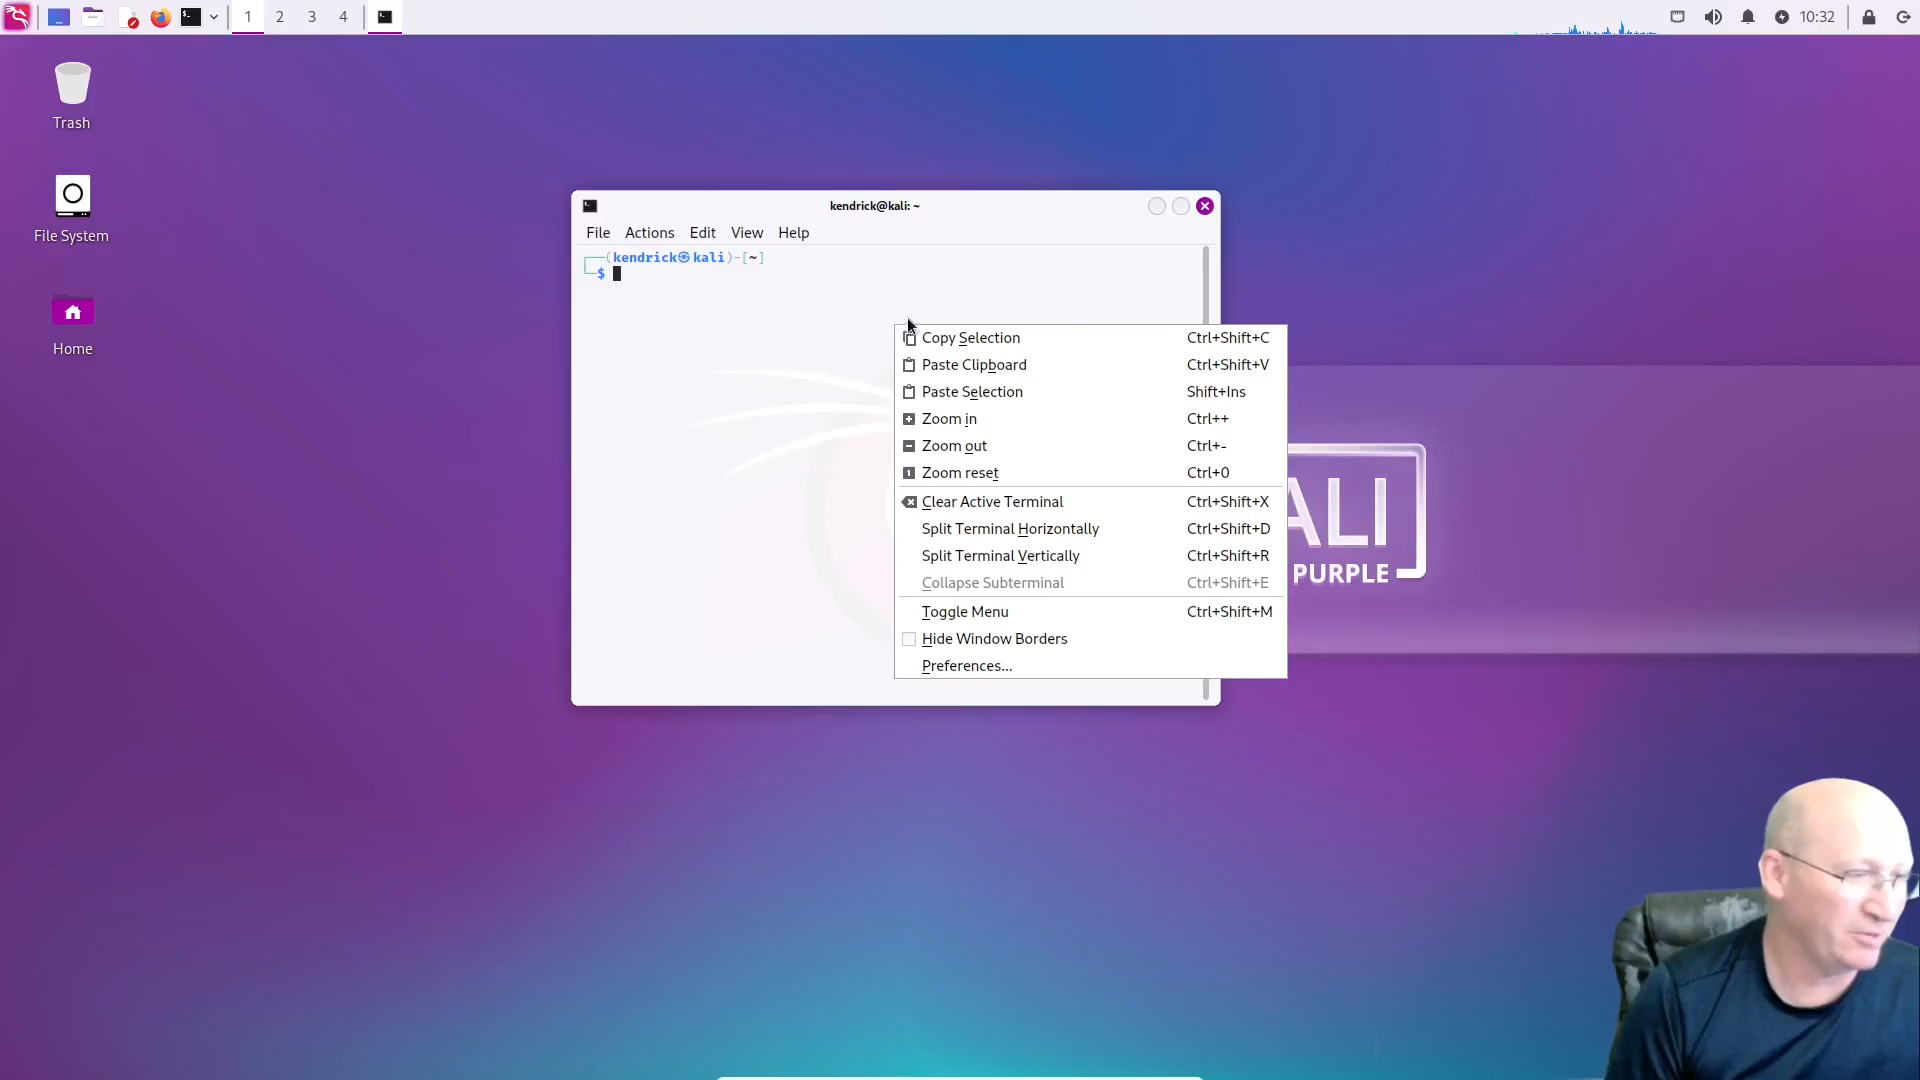 1 2 3 4
10:32
Trash
File System
Home
kendrick@kali: ~
File Actions Edit View Help
┌──(kendrick㉿kali)-[~]
└─$
Copy Selection Ctrl+Shift+C
Paste Clipboard Ctrl+Shift+V
Paste Selection Shift+Ins
Zoom in Ctrl++
Zoom out Ctrl+-
Zoom reset Ctrl+0
Clear Active Terminal Ctrl+Shift+X
Split Terminal Horizontally Ctrl+Shift+D
Split Terminal Vertically Ctrl+Shift+R
Collapse Subterminal Ctrl+Shift+E
Toggle Menu Ctrl+Shift+M
Hide Window Borders
Preferences...
ALI
PURPLE